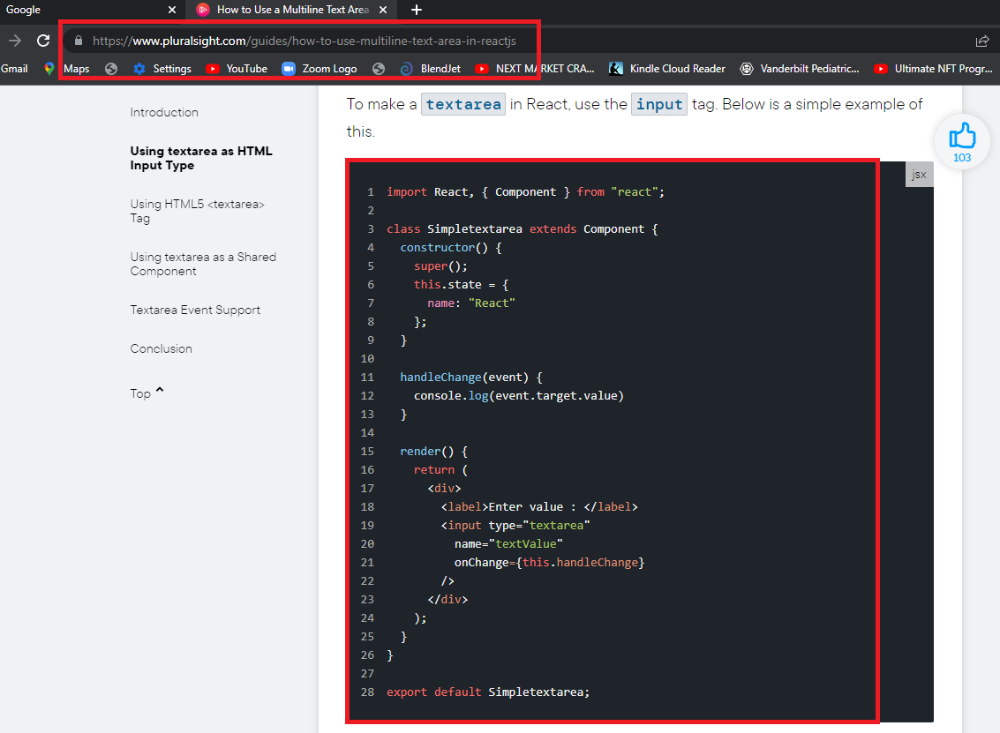 Google
How to Use a Multiline Text Area
https://www.pluralsight.com/guides/how-to-use-multiline-text-area-in-reactjs
Gmail Maps Settings YouTube Zoom Logo BlendJet NEXT MARKET CRA... Kindle Cloud Reader Vanderbilt Pediatric... Ultimate NFT Progr...
Introduction
Using textarea as HTML
Input Type
Using HTML5 <textarea>
Tag
Using textarea as a Shared
Component
Textarea Event Support
Conclusion
Top
To make a textarea in React, use the input tag. Below is a simple example of
this.
103
jsx
1 import React, { Component } from "react";
2
3 class Simpletextarea extends Component {
4   constructor() {
5     super();
6     this.state = {
7       name: "React"
8     };
9   }
10
11   handleChange(event) {
12     console.log(event.target.value)
13   }
14
15   render() {
16     return (
17       <div>
18         <label>Enter value : </label>
19         <input type="textarea"
20           name="textValue"
21           onChange={this.handleChange}
22         />
23       </div>
24     );
25   }
26 }
27
28 export default Simpletextarea;